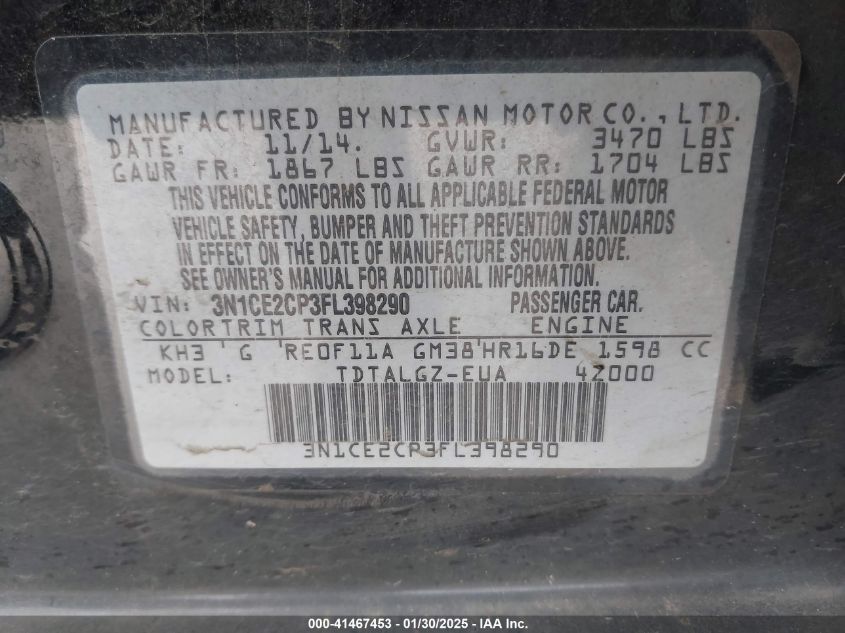 MANUFACTURED BY NISSAN MOTOR CO., LTD.
DATE: 11/14. GVWR: 3470 LBS
GAWR FR: 1867 LBS GAWR RR: 1704 LBS
THIS VEHICLE CONFORMS TO ALL APPLICABLE FEDERAL MOTOR
VEHICLE SAFETY, BUMPER AND THEFT PREVENTION STANDARDS
IN EFFECT ON THE DATE OF MANUFACTURE SHOWN ABOVE.
SEE OWNER'S MANUAL FOR ADDITIONAL INFORMATION.
VIN: 3N1CE2CP3FL398290 PASSENGER CAR.
COLORTRIM TRANS AXLE ENGINE
KH3 'G 'RE0F11A GM38'HR16DE 1598 CC
MODEL: TDTALGZ-EUA 42000
3N1CE2CP3FL398290
000-41467453 - 01/30/2025 - WWW.IAAI.COM